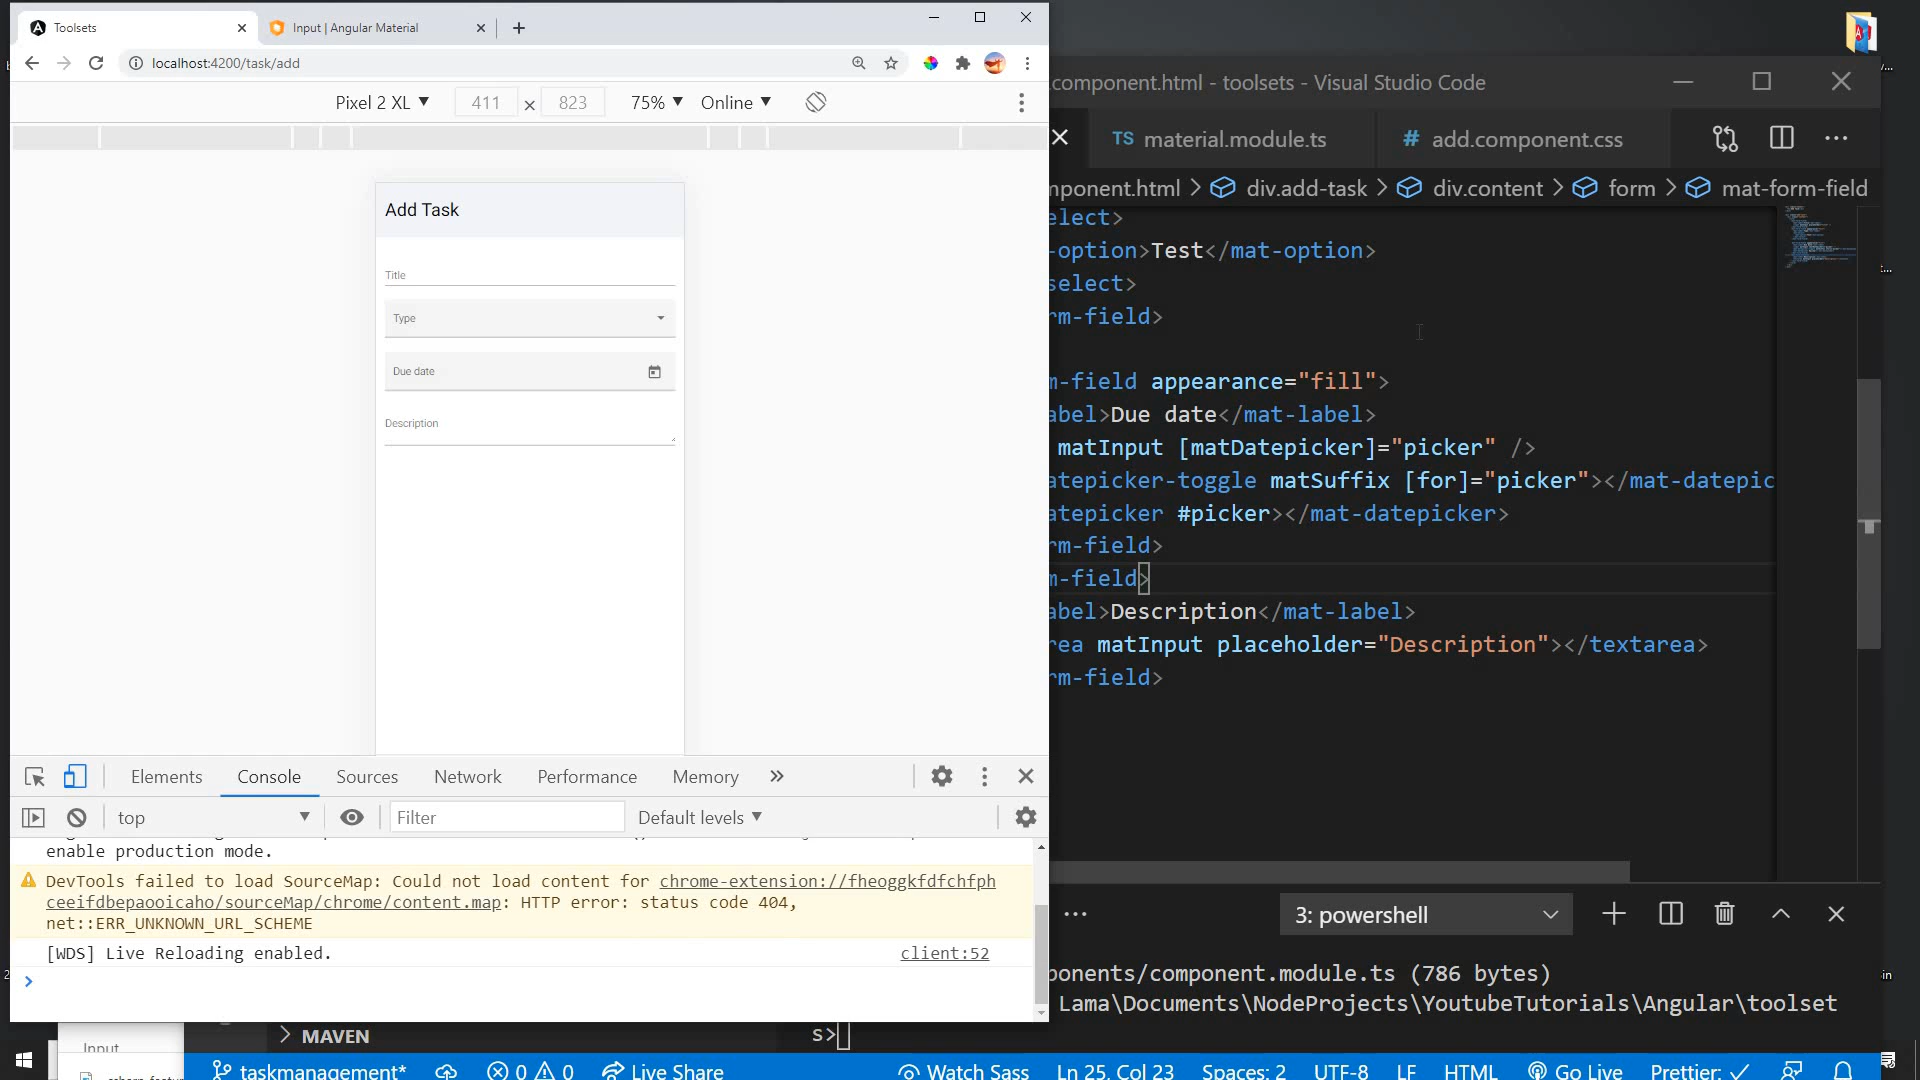 Toolsets
Input | Angular Material
localhost:4200/task/add
Pixel 2 XL ▼ 411 × 823 75% ▼ Online ▼
Add Task
Title
Type
Due date
Description
Elements Console Sources Network Performance Memory »
top ▼ Filter Default levels ▼
enable production mode.
DevTools failed to load SourceMap: Could not load content for chrome-extension://fheoggkfdfchfph
ceeifdbepaooicaho/sourceMap/chrome/content.map: HTTP error: status code 404,
net::ERR_UNKNOWN_URL_SCHEME
[WDS] Live Reloading enabled. client:52
component.html - toolsets - Visual Studio Code
TS material.module.ts # add.component.css
mponent.html > div.add-task > div.content > form > mat-form-field
elect>
-option>Test</mat-option>
select>
rm-field>
m-field appearance="fill">
abel>Due date</mat-label>
matInput [matDatepicker]="picker" />
atepicker-toggle matSuffix [for]="picker"></mat-datepic
atepicker #picker></mat-datepicker>
rm-field>
m-field>
abel>Description</mat-label>
rea matInput placeholder="Description"></textarea>
rm-field>
3: powershell
ponents/component.module.ts (786 bytes)
Lama\Documents\NodeProjects\YoutubeTutorials\Angular\toolset
s>
> MAVEN
Input
taskmanagement* 0 0 Live Share Watch Sass Ln 25, Col 23 Spaces: 2 UTF-8 LF HTML Go Live Prettier: ✓